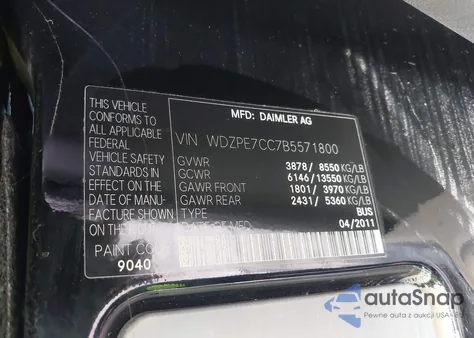 THIS VEHICLE
CONFORMS TO
ALL APPLICABLE
FEDERAL
VEHICLE SAFETY
STANDARDS IN
EFFECT ON THE
DATE OF MANU-
FACTURE SHOWN
ON THE
PAINT
9040
MFD: DAIMLER AG
VIN WDZPE7CC7B5571800
GVWR 3878 / 8550 KG/LB
GCWR 6146 / 13550 KG/LB
GAWR FRONT 1801 / 3970 KG/LB
GAWR REAR 2431 / 5360 KG/LB
TYPE BUS
OF MFD 04/2011
autoSnap
Pewne auta z aukcji USA